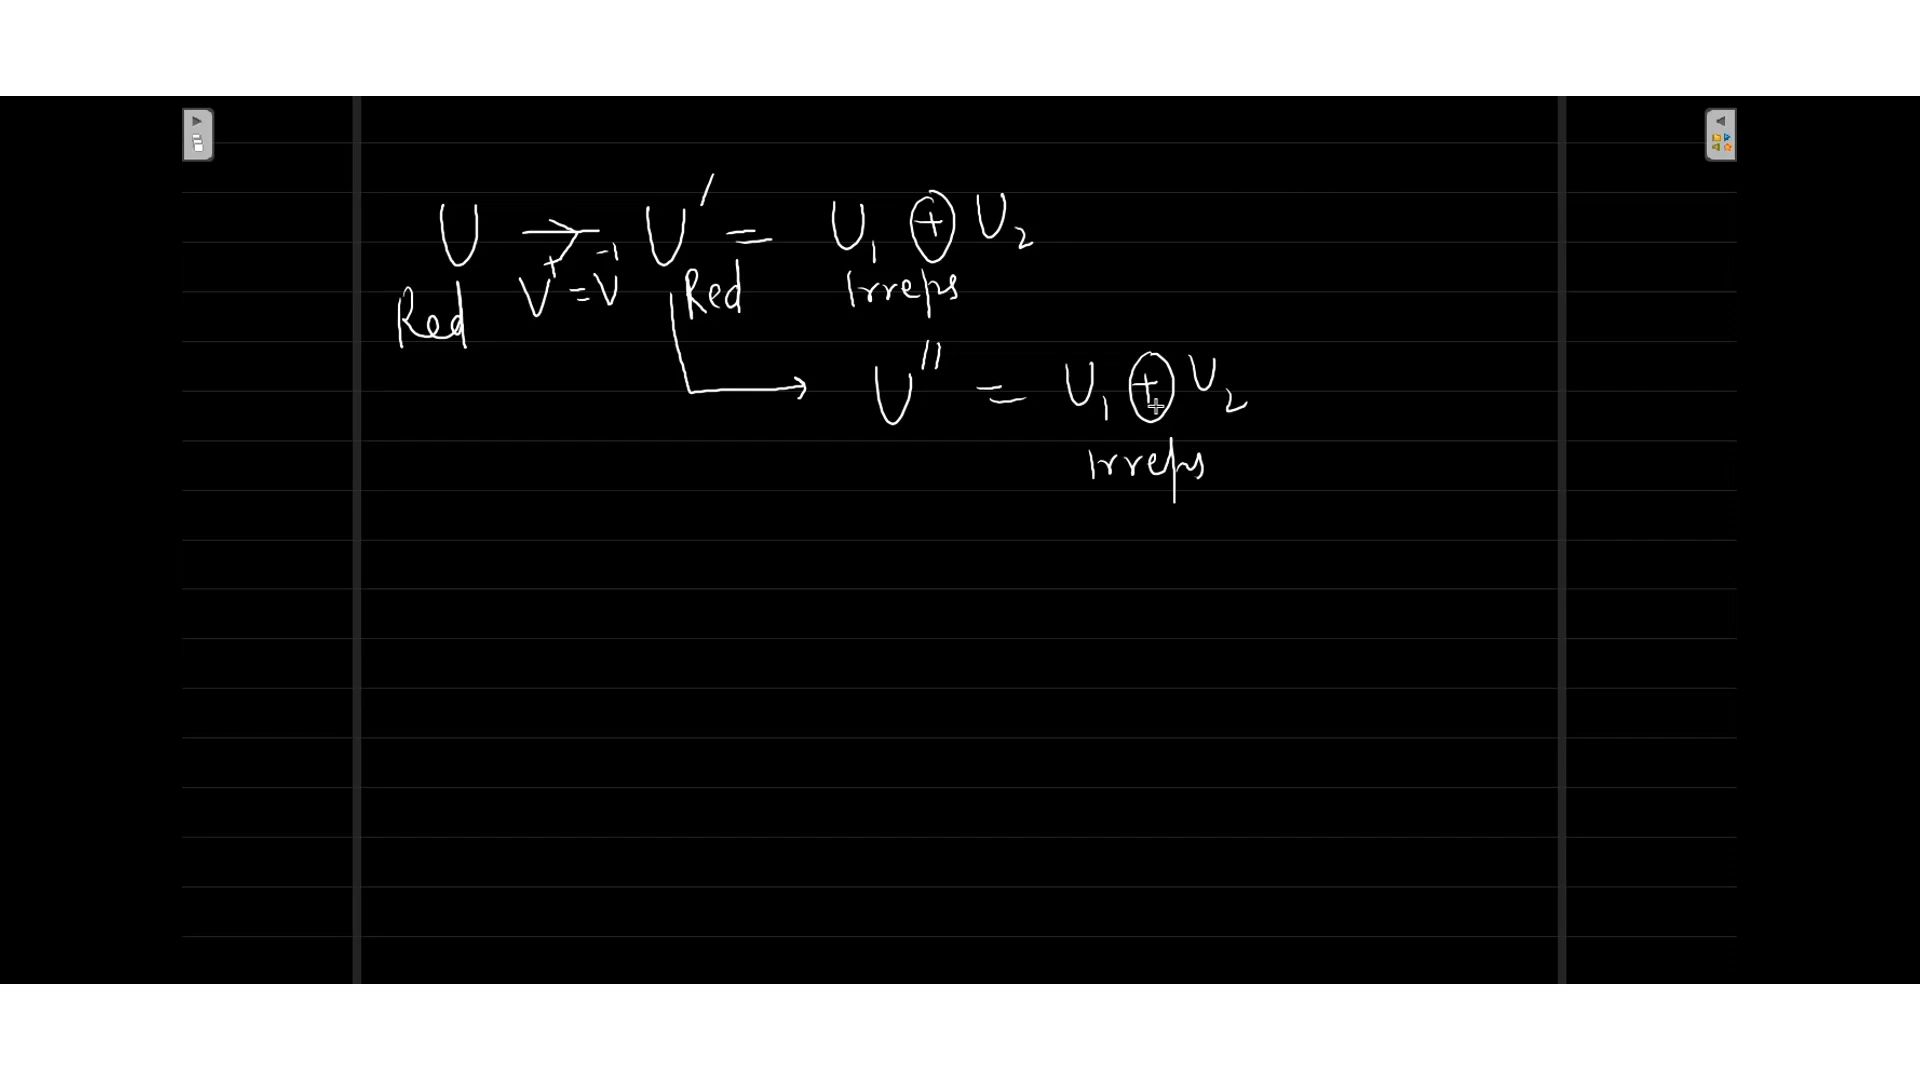 U → U′ = U₁ ⊕ U₂
Red V† = V⁻¹ Red Irreps
U″ = U₁ ⊕ U₂
Irreps